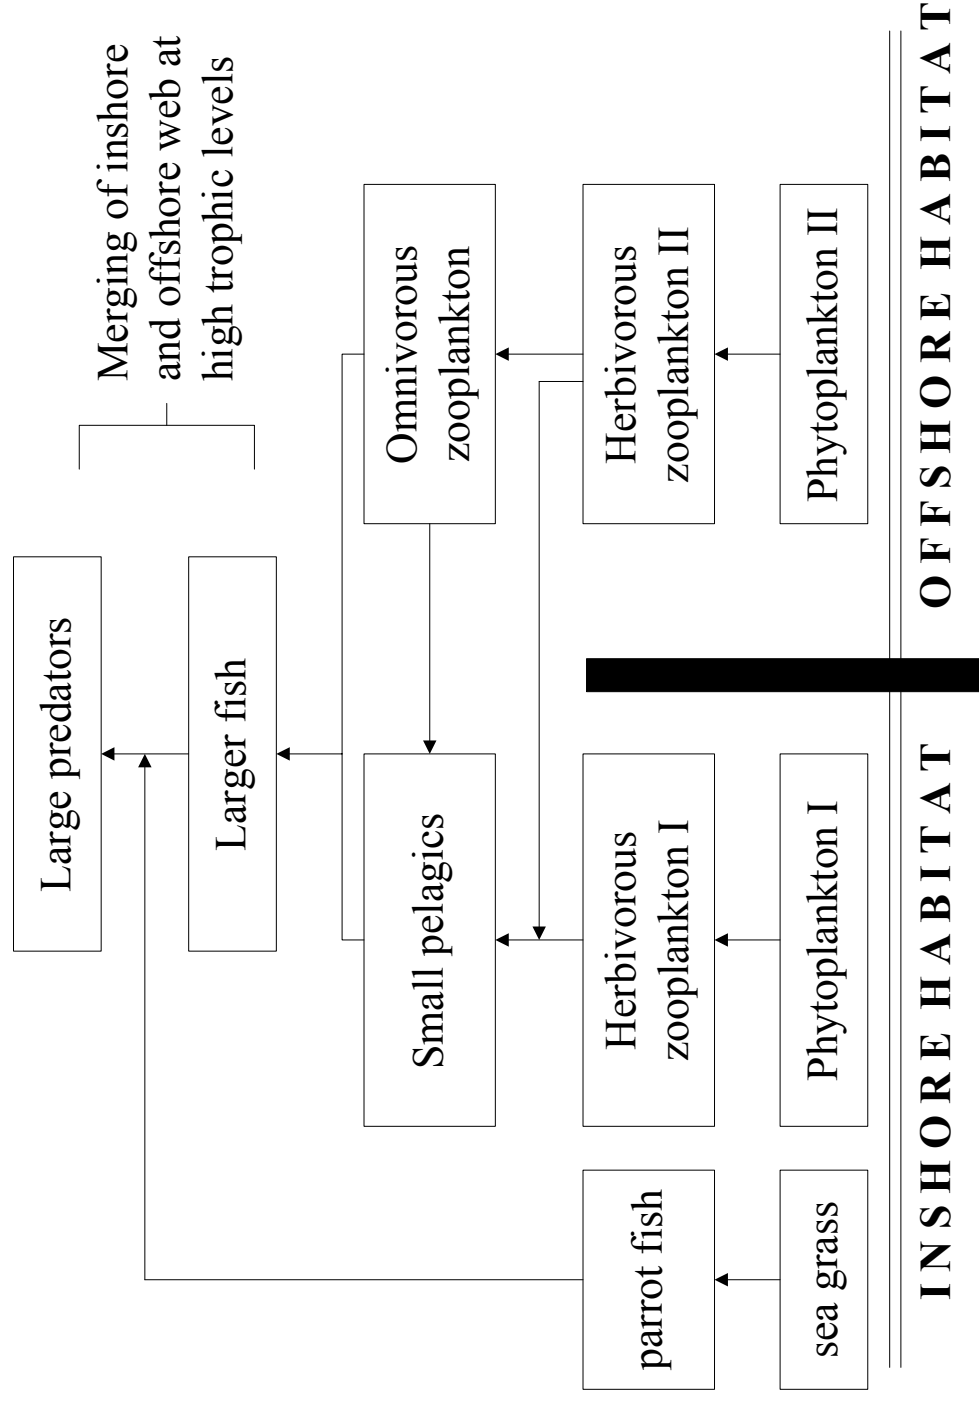 Large predators
Merging of inshore
and offshore web at
high trophic levels
Larger fish
Small pelagics
Omnivorous
zooplankton
parrot fish
Herbivorous
zooplankton I
Herbivorous
zooplankton II
sea grass
Phytoplankton I
Phytoplankton II
INSHORE HABITAT
OFFSHORE HABITAT